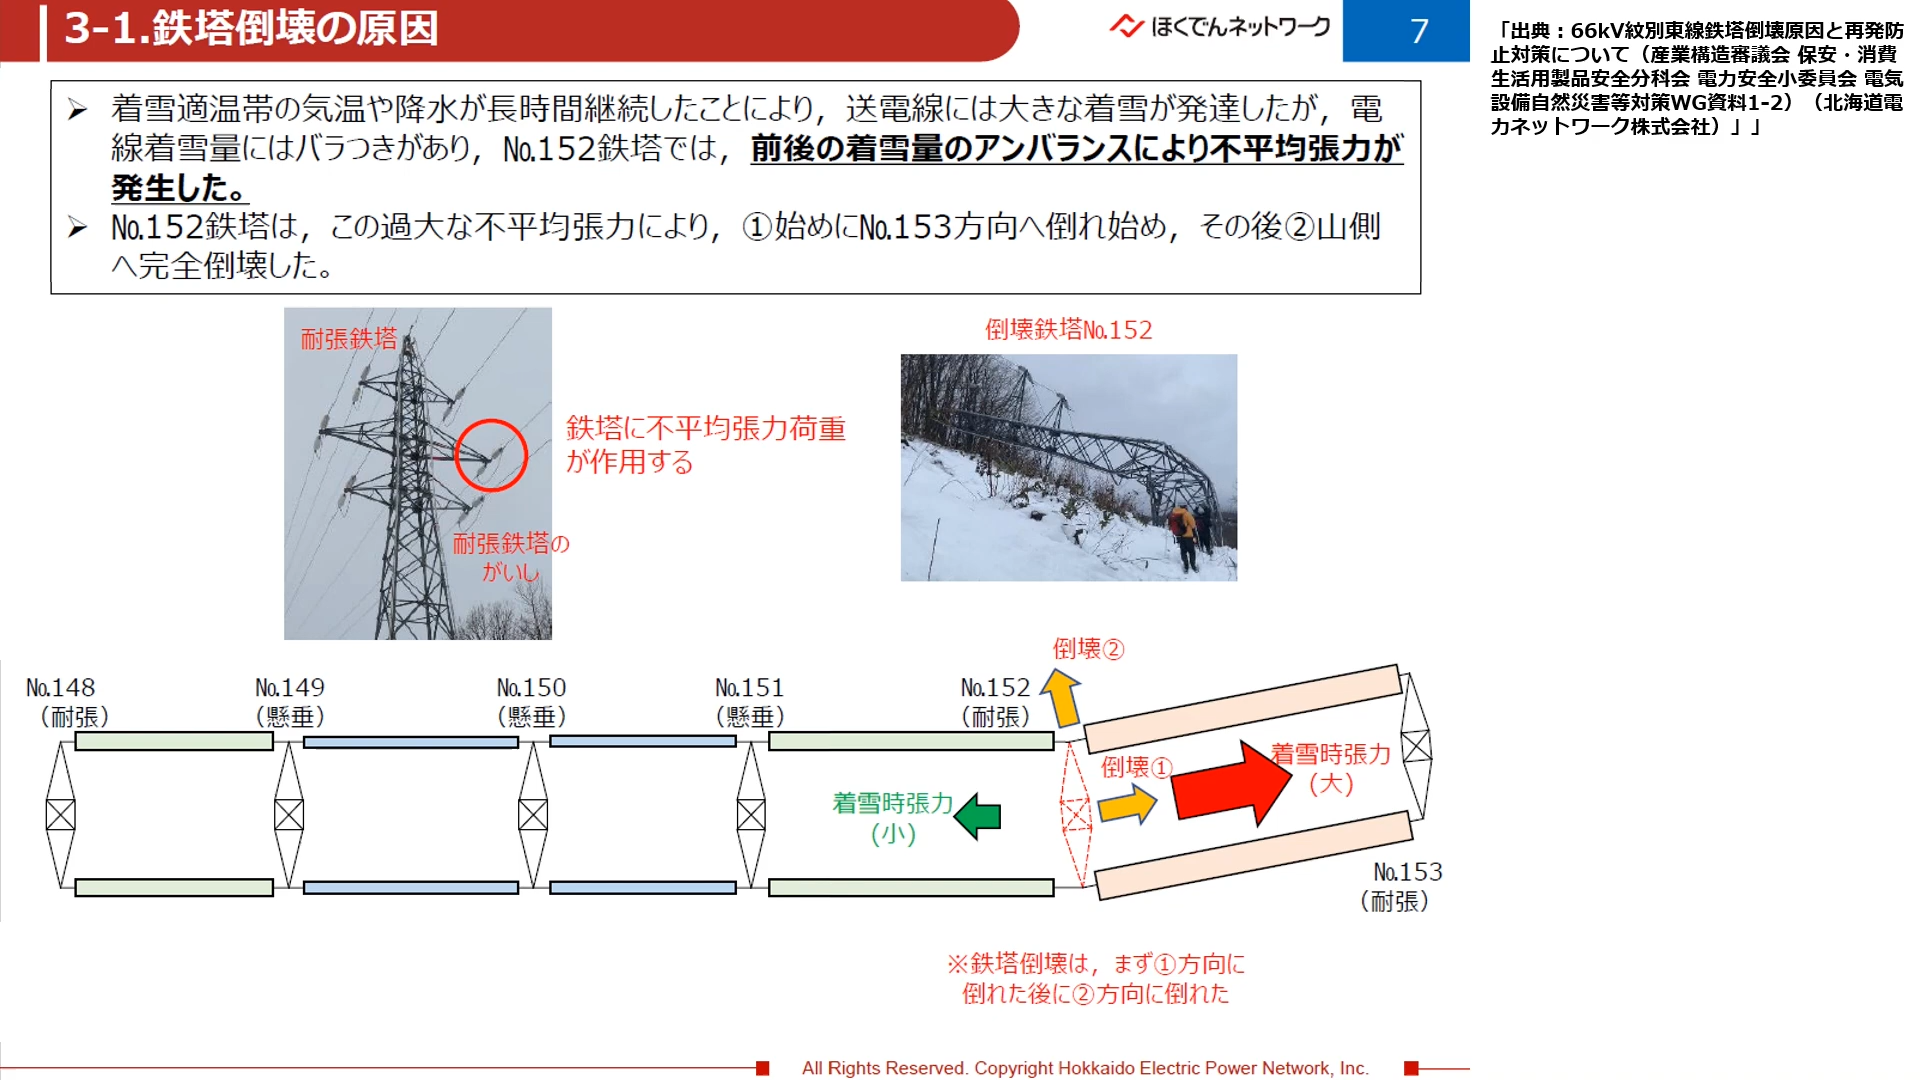 3-1.鉄塔倒壊の原因
ほくでんネットワーク
7
「出典：66kV紋別東線鉄塔倒壊原因と再発防
止対策について（産業構造審議会 保安・消費
生活用製品安全分科会 電力安全小委員会 電気
設備自然災害等対策WG資料1-2）（北海道電
力ネットワーク株式会社）」」
➢ 着雪適温帯の気温や降水が長時間継続したことにより，送電線には大きな着雪が発達したが，電
線着雪量にはバラつきがあり，№152鉄塔では，前後の着雪量のアンバランスにより不平均張力が
発生した。
➢ №152鉄塔は，この過大な不平均張力により，①始めに№153方向へ倒れ始め，その後②山側
へ完全倒壊した。
耐張鉄塔
鉄塔に不平均張力荷重
が作用する
耐張鉄塔の
がいし
倒壊鉄塔№152
倒壊②
№148
（耐張）
№149
（懸垂）
№150
（懸垂）
№151
（懸垂）
№152
（耐張）
倒壊①
着雪時張力
（大）
着雪時張力
（小）
№153
（耐張）
※鉄塔倒壊は，まず①方向に
倒れた後に②方向に倒れた
All Rights Reserved. Copyright Hokkaido Electric Power Network, Inc.